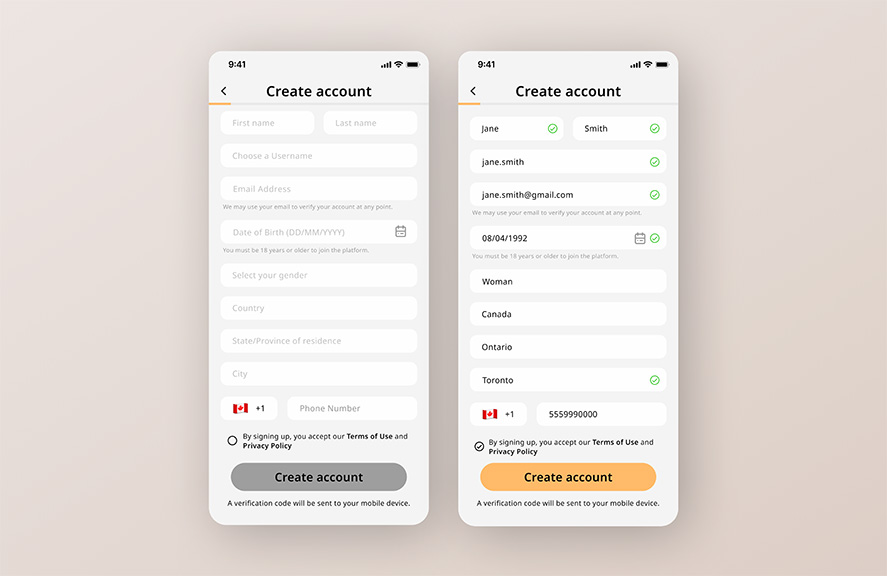 9:41
Create account
First name Last name
Choose a Username
Email Address
We may use your email to verify your account at any point.
Date of Birth (DD/MM/YYYY)
You must be 18 years or older to join the platform.
Select your gender
Country
State/Province of residence
City
+1 Phone Number
By signing up, you accept our Terms of Use and
Privacy Policy
Create account
A verification code will be sent to your mobile device.
9:41
Create account
Jane Smith
jane.smith
jane.smith@gmail.com
We may use your email to verify your account at any point.
08/04/1992
You must be 18 years or older to join the platform.
Woman
Canada
Ontario
Toronto
+1 5559990000
By signing up, you accept our Terms of Use and
Privacy Policy
Create account
A verification code will be sent to your mobile device.